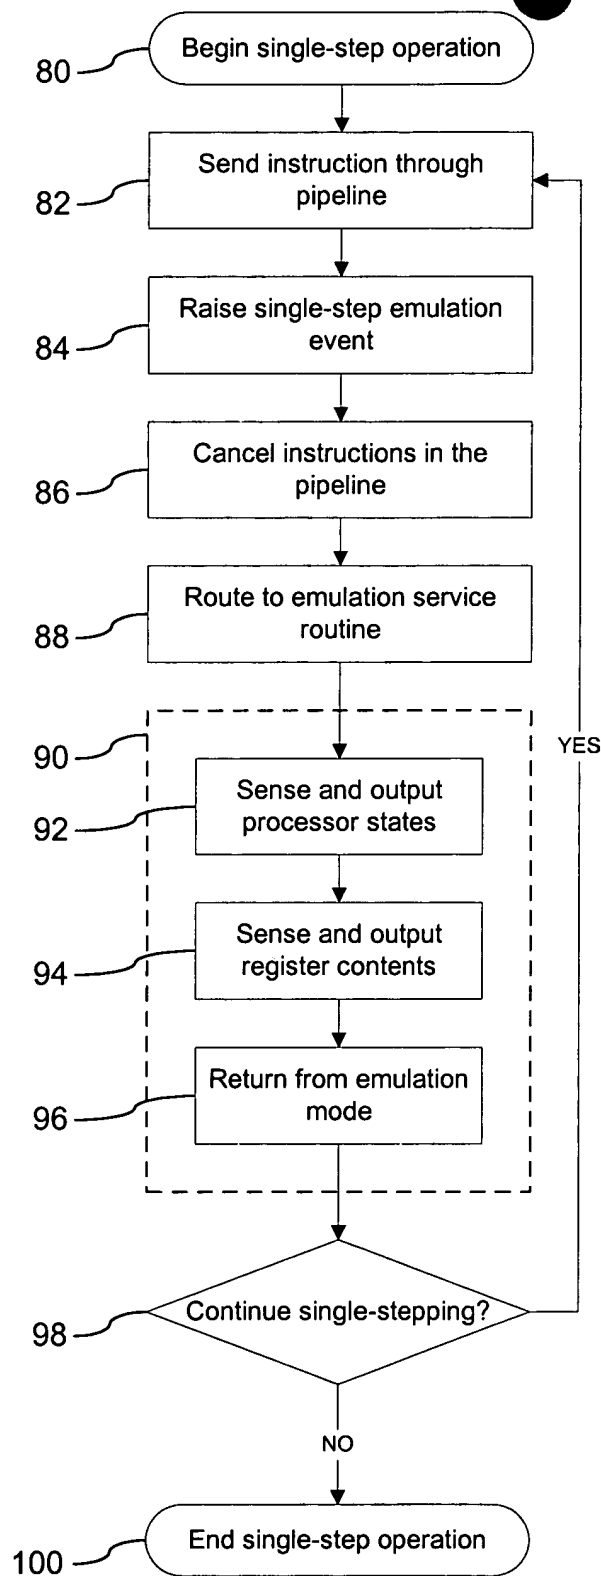 80
Begin single-step operation
82
Send instruction through
pipeline
84
Raise single-step emulation
event
86
Cancel instructions in the
pipeline
88
Route to emulation service
routine
90
YES
92
Sense and output
processor states
94
Sense and output
register contents
96
Return from emulation
mode
98
Continue single-stepping?
NO
100
End single-step operation